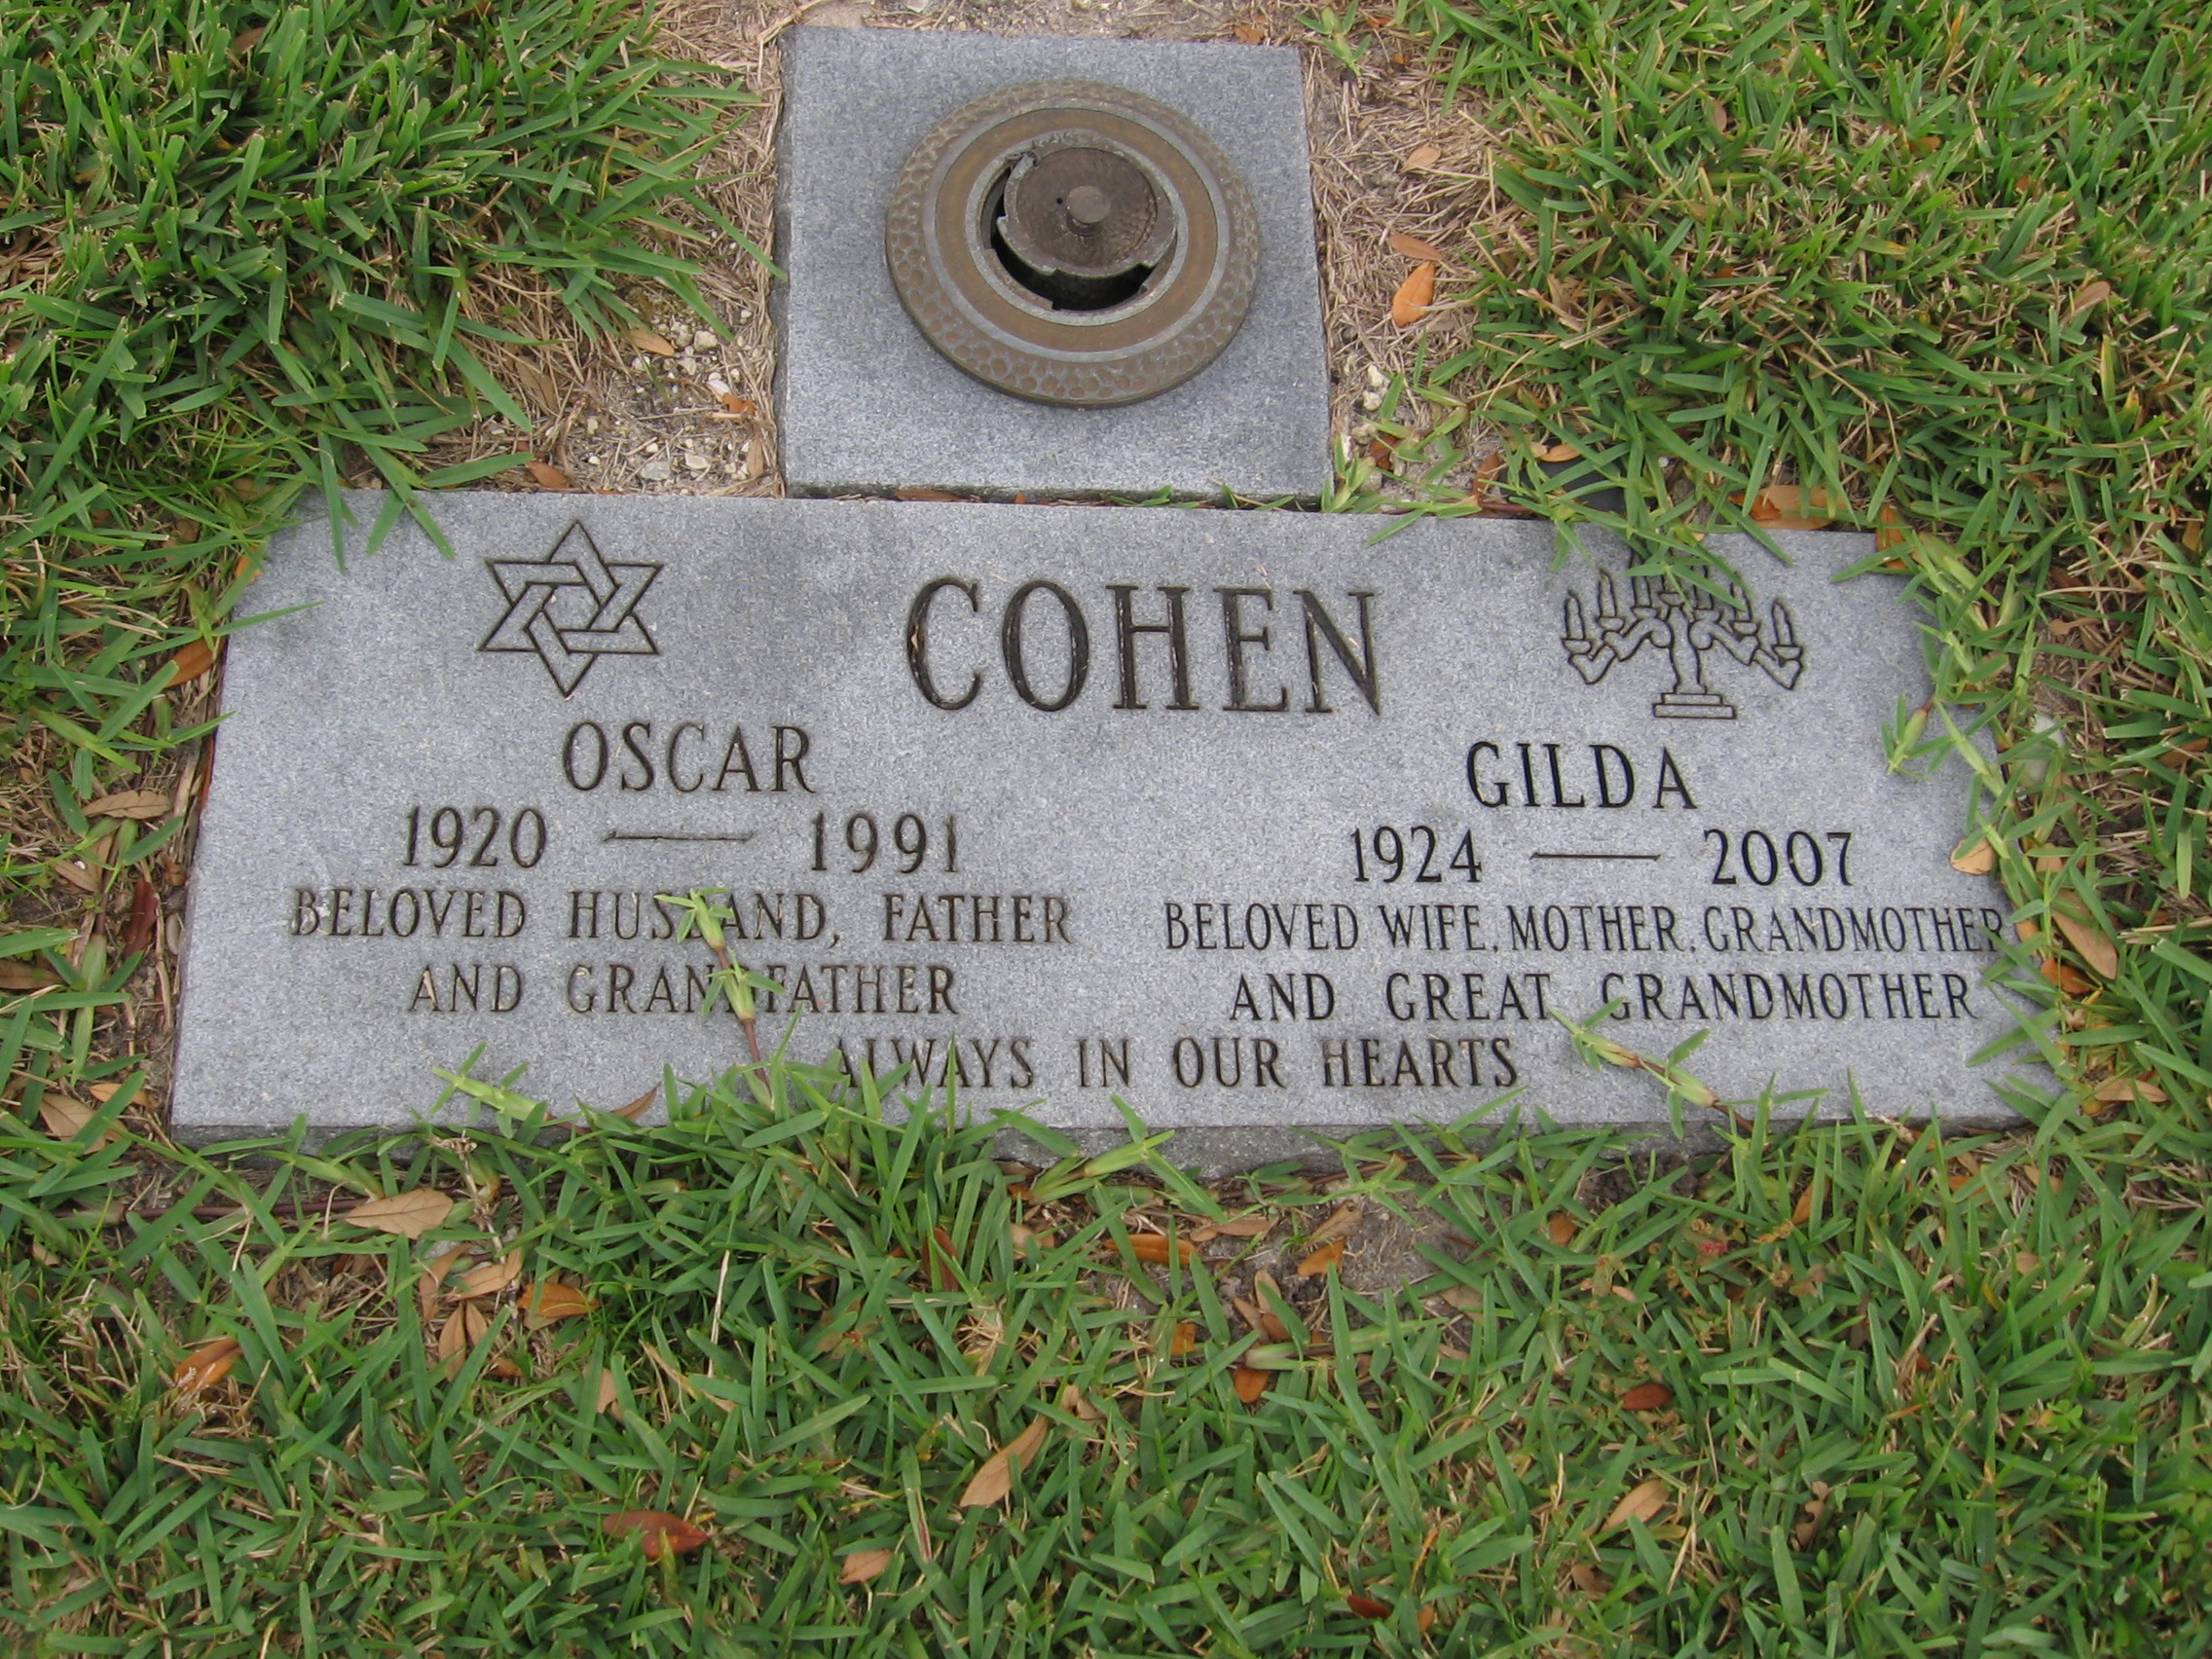 COHEN
OSCAR
1920 — 1991
BELOVED HUSBAND, FATHER
AND GRANDFATHER
GILDA
1924 — 2007
BELOVED WIFE, MOTHER, GRANDMOTHER
AND GREAT GRANDMOTHER
ALWAYS IN OUR HEARTS